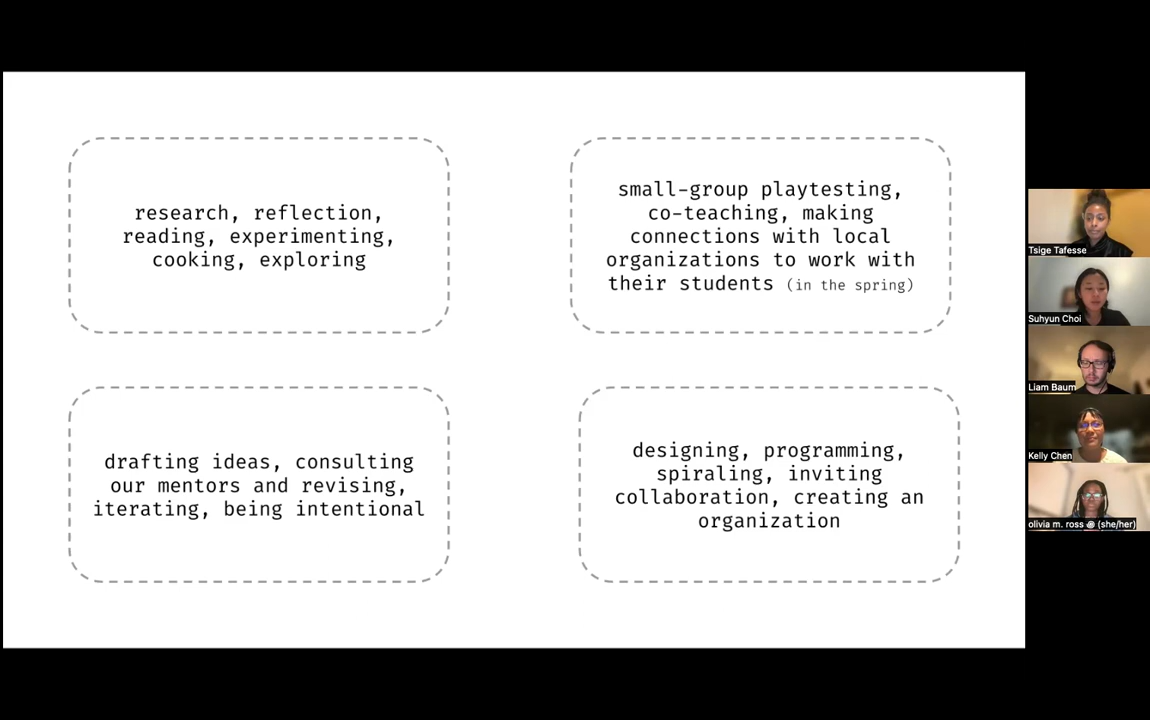 research, reflection,
reading, experimenting,
cooking, exploring
small-group playtesting,
co-teaching, making
connections with local
organizations to work with
their students (in the spring)
drafting ideas, consulting
our mentors and revising,
iterating, being intentional
designing, programming,
spiraling, inviting
collaboration, creating an
organization
Tsige Tafesse
Suhyun Choi
Liam Baum
Kelly Chen
olivia m. ross 🐵 (she/her)